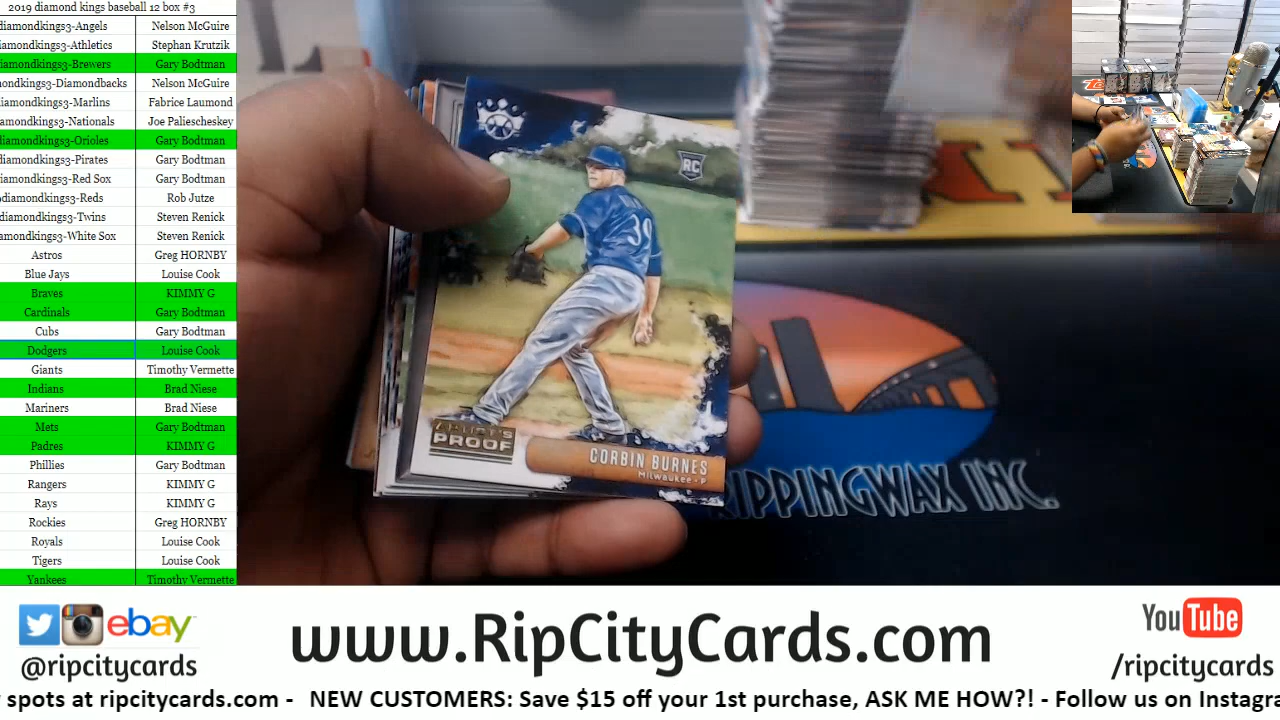 2019 diamond kings baseball 12 box #3
diamondkings3-Angels Nelson McGuire
iamondkings3-Athletics Stephan Krutzik
diamondkings3-Brewers Gary Bodtman
mondkings3-Diamondbacks Nelson McGuire
diamondkings3-Marlins Fabrice Laumond
amondkings3-Nationals Joe Paliescheskey
diamondkings3-Orioles Gary Bodtman
diamondkings3-Pirates Gary Bodtman
diamondkings3-Red Sox Gary Bodtman
diamondkings3-Reds Rob Jutze
diamondkings3-Twins Steven Renick
amondkings3-White Sox Steven Renick
Astros Greg HORNBY
Blue Jays Louise Cook
Braves KIMMY G
Cardinals Gary Bodtman
Cubs Gary Bodtman
Dodgers Louise Cook
Giants Timothy Vermette
Indians Brad Niese
Mariners Brad Niese
Mets Gary Bodtman
Padres KIMMY G
Phillies Gary Bodtman
Rangers KIMMY G
Rays KIMMY G
Rockies Greg HORNBY
Royals Louise Cook
Tigers Louise Cook
Yankees Timothy Vermette
RC
39
ARTIST'S
PROOF
CORBIN BURNES
MILWAUKEE - P
RIPPINGWAX INC.
ebay
@ripcitycards
www.RipCityCards.com
YouTube
/ripcitycards
spots at ripcitycards.com - NEW CUSTOMERS: Save $15 off your 1st purchase, ASK ME HOW?! - Follow us on Instagra